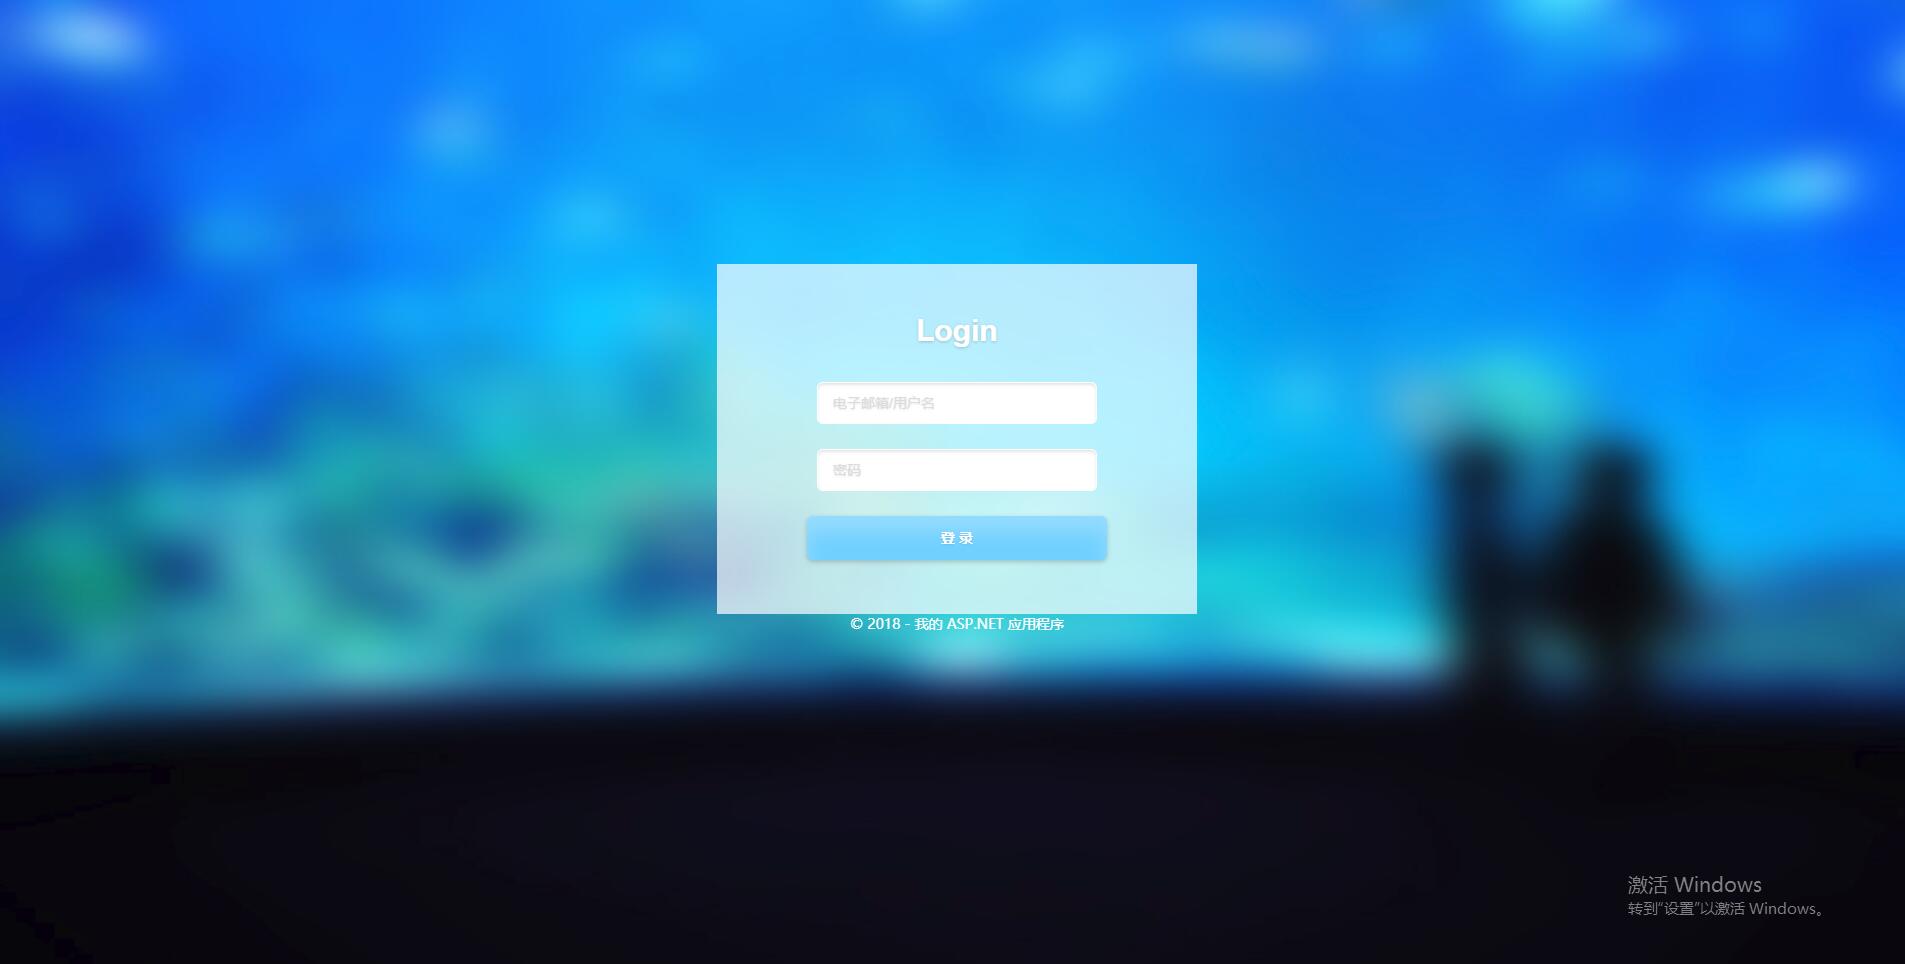 Login
电子邮箱/用户名
密码
登 录
© 2018 - 我的 ASP.NET 应用程序
激活 Windows
转到“设置”以激活 Windows。